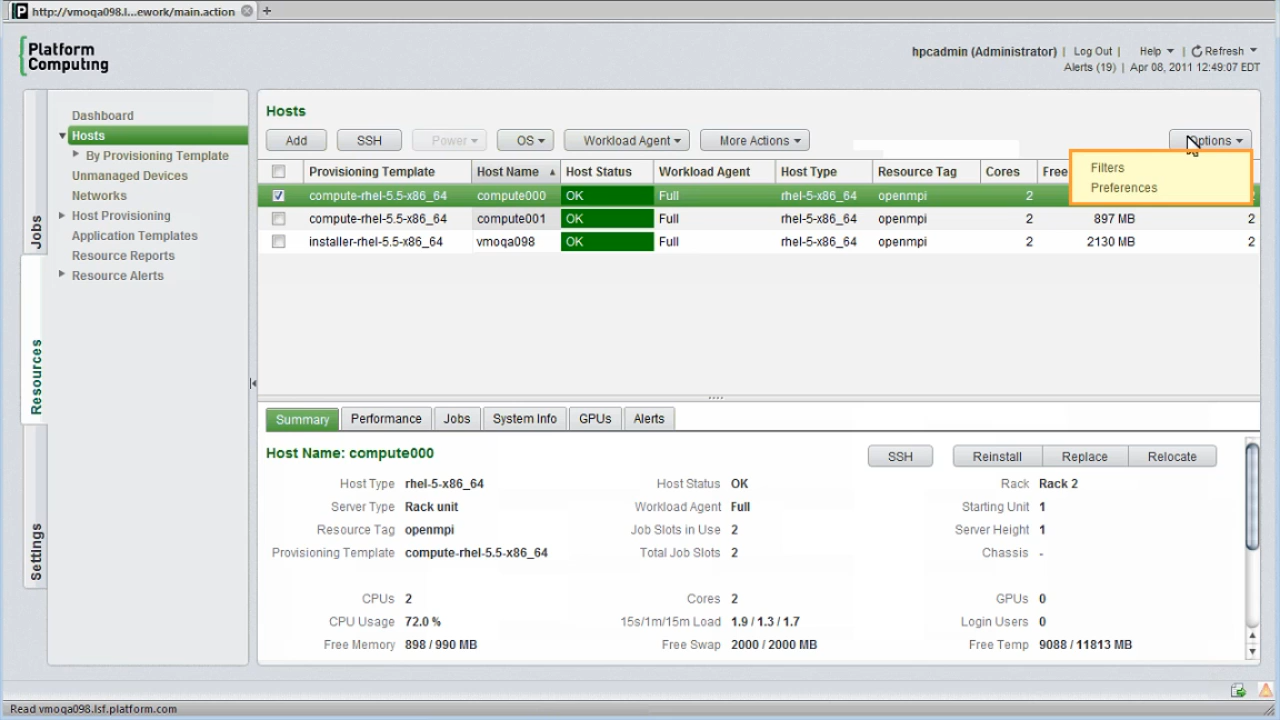 http://vmoqa098.l...ework/main.action
Platform
Computing
hpcadmin (Administrator) | Log Out | Help | Refresh
Alerts (19) | Apr 08, 2011 12:49:07 EDT
Jobs
Resources
Settings
Dashboard
Hosts
By Provisioning Template
Unmanaged Devices
Networks
Host Provisioning
Application Templates
Resource Reports
Resource Alerts
Hosts
Add SSH Power OS Workload Agent More Actions Options
Filters
Preferences
Provisioning Template Host Name Host Status Workload Agent Host Type Resource Tag Cores Free
compute-rhel-5.5-x86_64 compute000 OK Full rhel-5-x86_64 openmpi 2 2
compute-rhel-5.5-x86_64 compute001 OK Full rhel-5-x86_64 openmpi 2 897 MB 2
installer-rhel-5.5-x86_64 vmoqa098 OK Full rhel-5-x86_64 openmpi 2 2130 MB 2
Summary Performance Jobs System Info GPUs Alerts
Host Name: compute000
SSH Reinstall Replace Relocate
Host Type rhel-5-x86_64 Host Status OK Rack Rack 2
Server Type Rack unit Workload Agent Full Starting Unit 1
Resource Tag openmpi Job Slots in Use 2 Server Height 1
Provisioning Template compute-rhel-5.5-x86_64 Total Job Slots 2 Chassis -
CPUs 2 Cores 2 GPUs 0
CPU Usage 72.0 % 15s/1m/15m Load 1.9 / 1.3 / 1.7 Login Users 0
Free Memory 898 / 990 MB Free Swap 2000 / 2000 MB Free Temp 9088 / 11813 MB
Read vmoqa098.lsf.platform.com